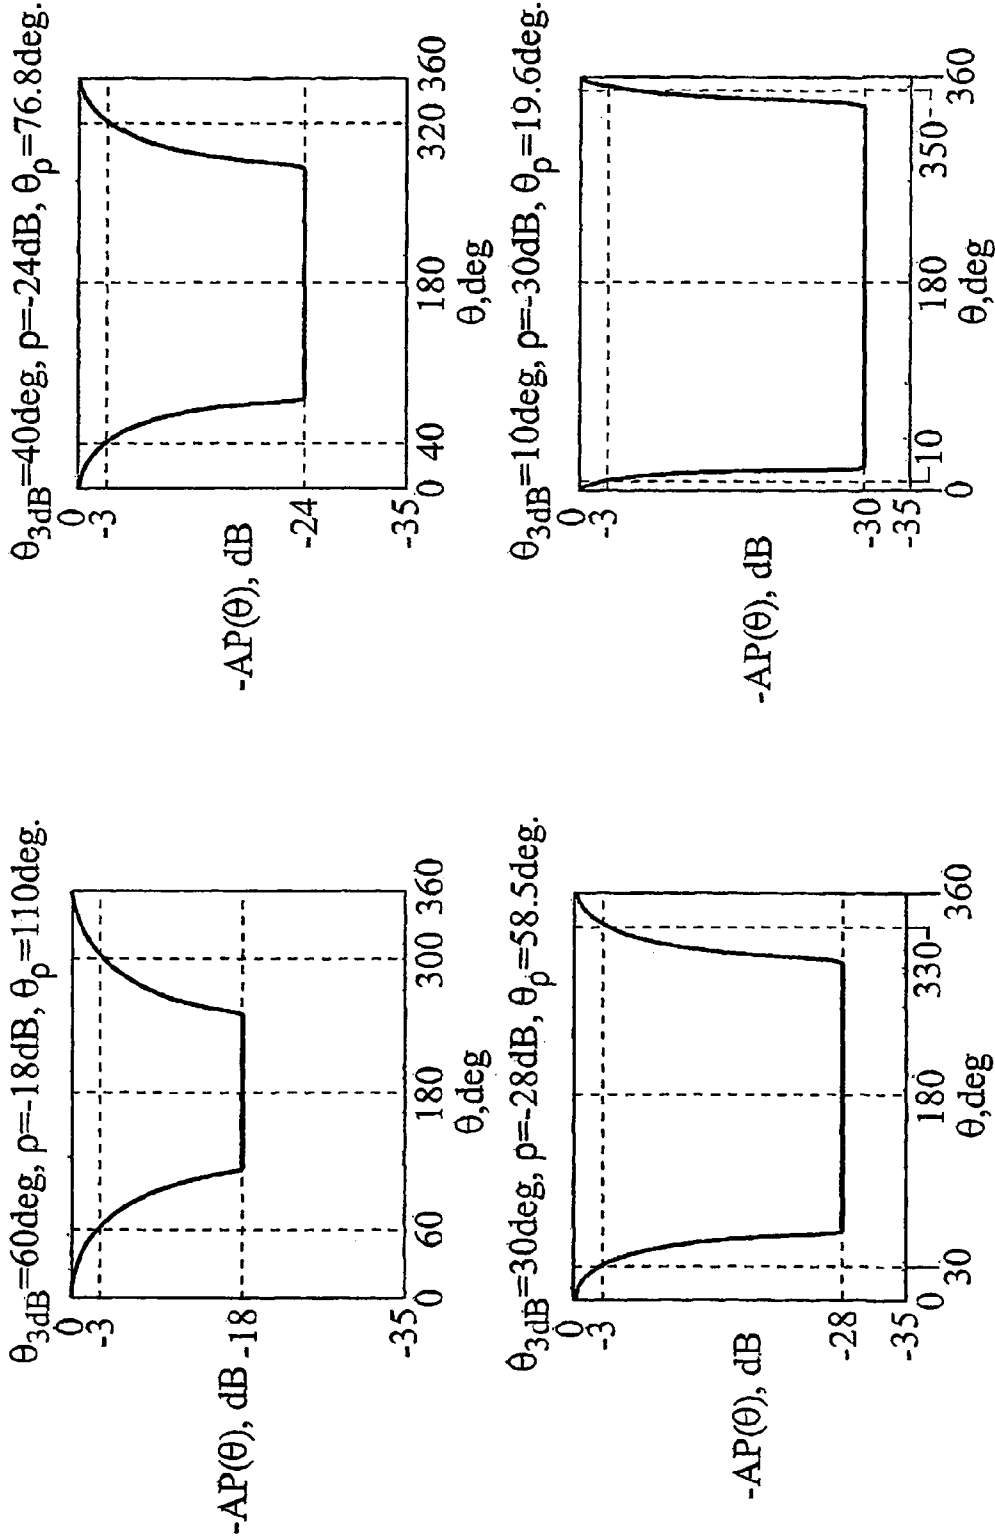 θ3dB=60deg, ρ=-18dB, θρ=110deg.
0
-3
-AP(θ), dB
-18
-35
0 60 180 300 360
θ,deg
θ3dB=40deg, ρ=-24dB, θρ=76.8deg.
0
-3
-AP(θ), dB
-24
-35
0 40 180 320 360
θ,deg
θ3dB=30deg, ρ=-28dB, θρ=58.5deg.
0
-3
-AP(θ), dB
-28
-35
0 30 180 330 360
θ,deg
θ3dB=10deg, ρ=-30dB, θρ=19.6deg.
0
-3
-AP(θ), dB
-30
-35
0 10 180 350 360
θ,deg